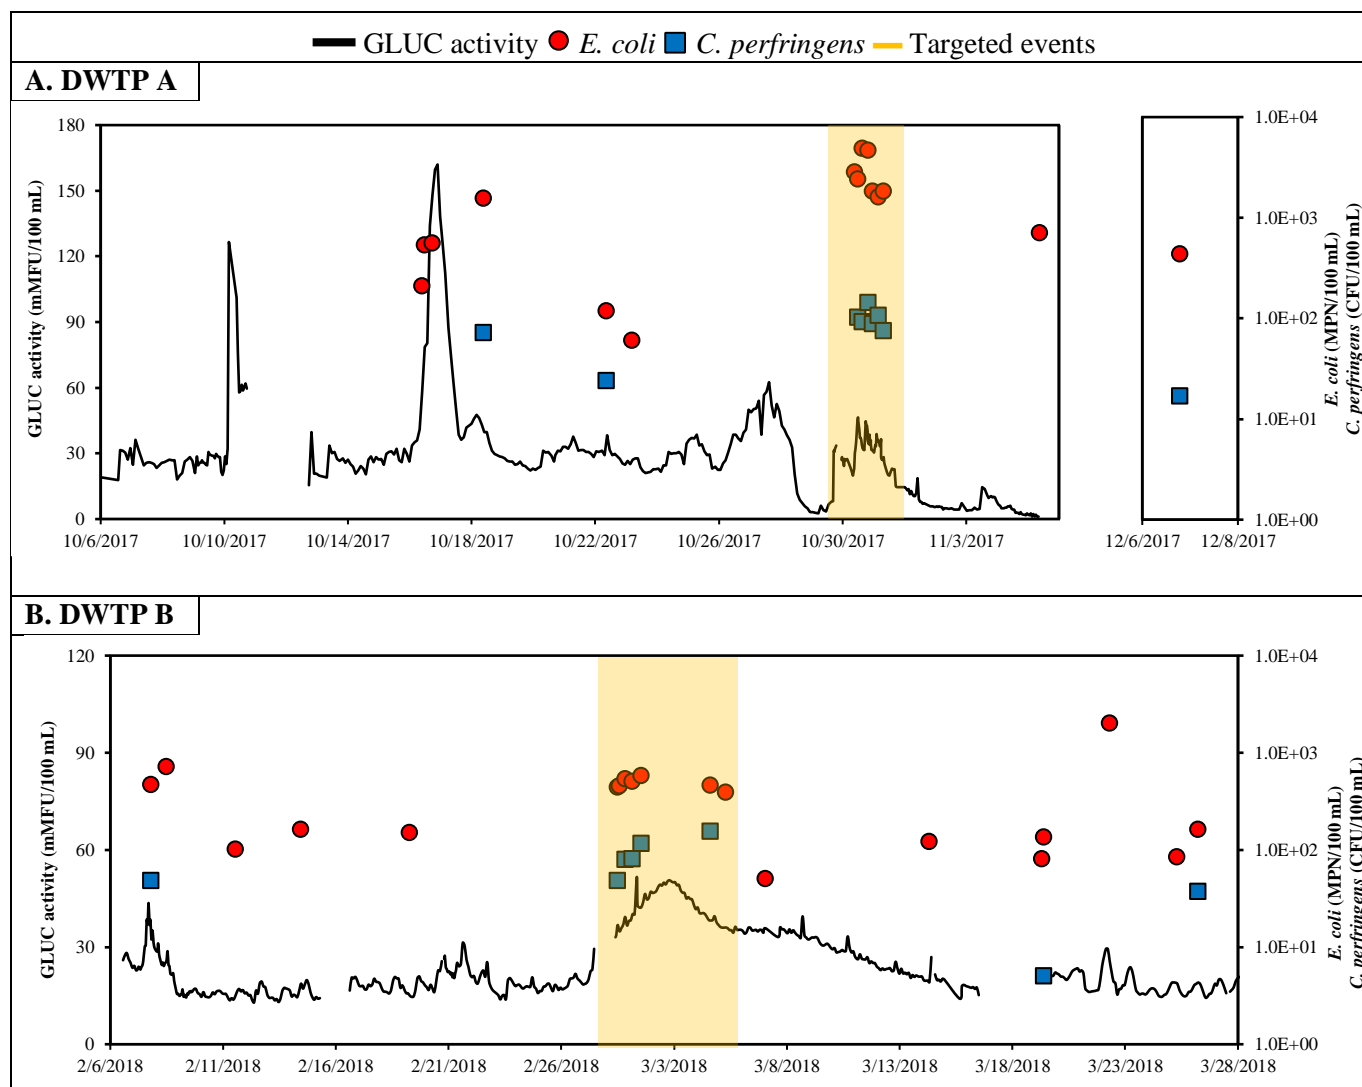 GLUC activity E. coli C. perfringens Targeted events
A. DWTP A
GLUC activity (mMFU/100 mL)
180
150
120
90
60
30
0
10/6/2017 10/10/2017 10/14/2017 10/18/2017 10/22/2017 10/26/2017 10/30/2017 11/3/2017 12/6/2017 12/8/2017
1.0E+04
1.0E+03
1.0E+02
1.0E+01
1.0E+00
E. coli (MPN/100 mL)
C. perfringens (CFU/100 mL)
B. DWTP B
GLUC activity (mMFU/100 mL)
120
90
60
30
0
2/6/2018 2/11/2018 2/16/2018 2/21/2018 2/26/2018 3/3/2018 3/8/2018 3/13/2018 3/18/2018 3/23/2018 3/28/2018
1.0E+04
1.0E+03
1.0E+02
1.0E+01
1.0E+00
E. coli (MPN/100 mL)
C. perfringens (CFU/100 mL)